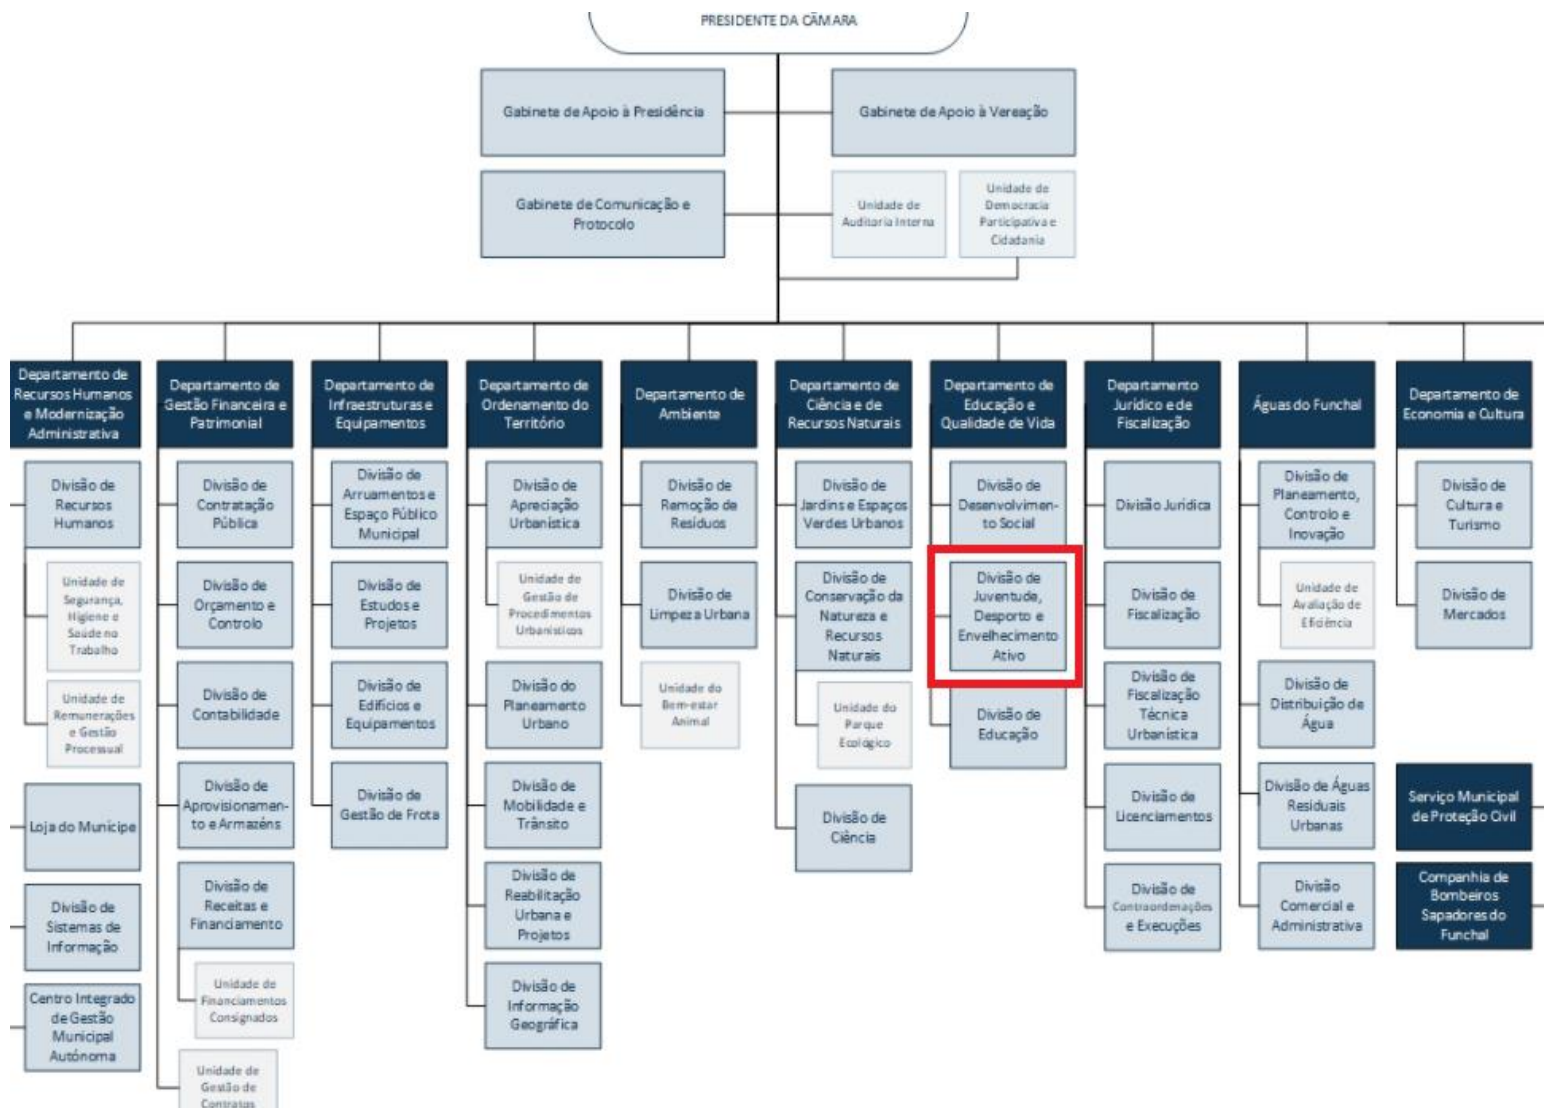 PRESIDENTE DA CÂMARA
Gabinete de Apoio à Presidência
Gabinete de Apoio à Vereação
Gabinete de Comunicação e
Protocolo
Unidade de
Auditoria Interna
Unidade de
Democracia
Participativa e
Cidadania
Departamento de
Recursos Humanos
e Modernização
Administrativa
Divisão de
Recursos
Humanos
Unidade de
Segurança,
Higiene e
Saúde no
Trabalho
Unidade de
Remunerações
e Gestão
Processual
Loja do Munícipe
Divisão de
Sistemas de
Informação
Centro Integrado
de Gestão
Municipal
Autónoma
Departamento de
Gestão Financeira e
Patrimonial
Divisão de
Contratação
Pública
Divisão de
Orçamento e
Controlo
Divisão de
Contabilidade
Divisão de
Aprovisionamen-
to e Armazéns
Divisão de
Receitas e
Financiamento
Unidade de
Financiamentos
Consignados
Unidade de
Gestão de
Contratos
Departamento de
Infraestruturas e
Equipamentos
Divisão de
Arruamentos e
Espaço Público
Municipal
Divisão de
Estudos e
Projetos
Divisão de
Edifícios e
Equipamentos
Divisão de
Gestão de Frota
Departamento de
Ordenamento do
Território
Divisão de
Apreciação
Urbanística
Unidade de
Gestão de
Procedimentos
Urbanísticos
Divisão do
Planeamento
Urbano
Divisão de
Mobilidade e
Trânsito
Divisão de
Reabilitação
Urbana e
Projetos
Divisão de
Informação
Geográfica
Departamento de
Ambiente
Divisão de
Remoção de
Resíduos
Divisão de
Limpeza Urbana
Unidade do
Bem-estar
Animal
Departamento de
Ciência e de
Recursos Naturais
Divisão de
Jardins e Espaços
Verdes Urbanos
Divisão de
Conservação da
Natureza e
Recursos
Naturais
Unidade do
Parque
Ecológico
Divisão de
Ciência
Departamento de
Educação e
Qualidade de Vida
Divisão de
Desenvolvimen-
to Social
Divisão de
Juventude,
Desporto e
Envelhecimento
Ativo
Divisão de
Educação
Departamento
Jurídico e de
Fiscalização
Divisão Jurídica
Divisão de
Fiscalização
Divisão de
Fiscalização
Técnica
Urbanística
Divisão de
Licenciamentos
Divisão de
Contraordenações
e Execuções
Águas do Funchal
Divisão de
Planeamento,
Controlo e
Inovação
Unidade de
Avaliação de
Eficiência
Divisão de
Distribuição de
Água
Divisão de Águas
Residuais
Urbanas
Divisão
Comercial e
Administrativa
Departamento de
Economia e Cultura
Divisão de
Cultura e
Turismo
Divisão de
Mercados
Serviço Municipal
de Proteção Civil
Companhia de
Bombeiros
Sapadores do
Funchal